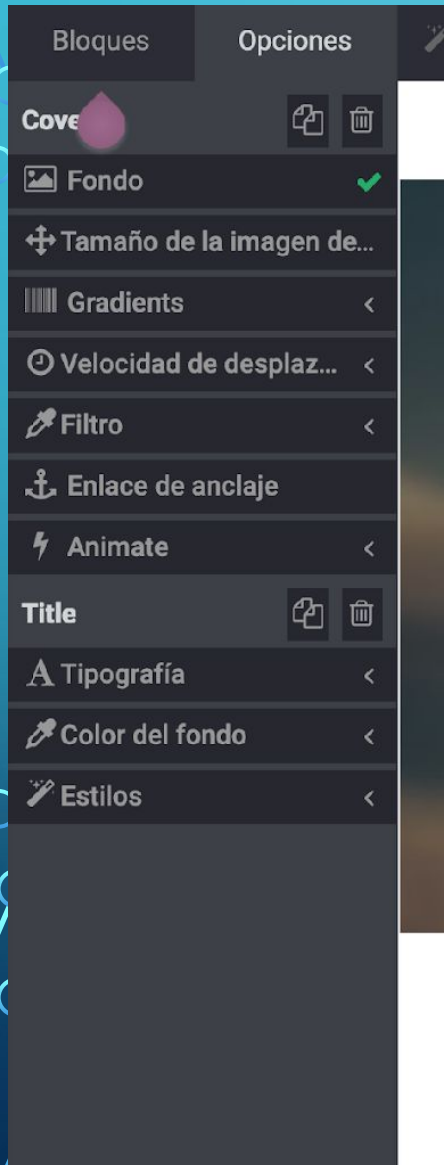 Bloques Opciones
Cove
Fondo
Tamaño de la imagen de...
Gradients
Velocidad de desplaz...
Filtro
Enlace de anclaje
Animate
Title
Tipografía
Color del fondo
Estilos